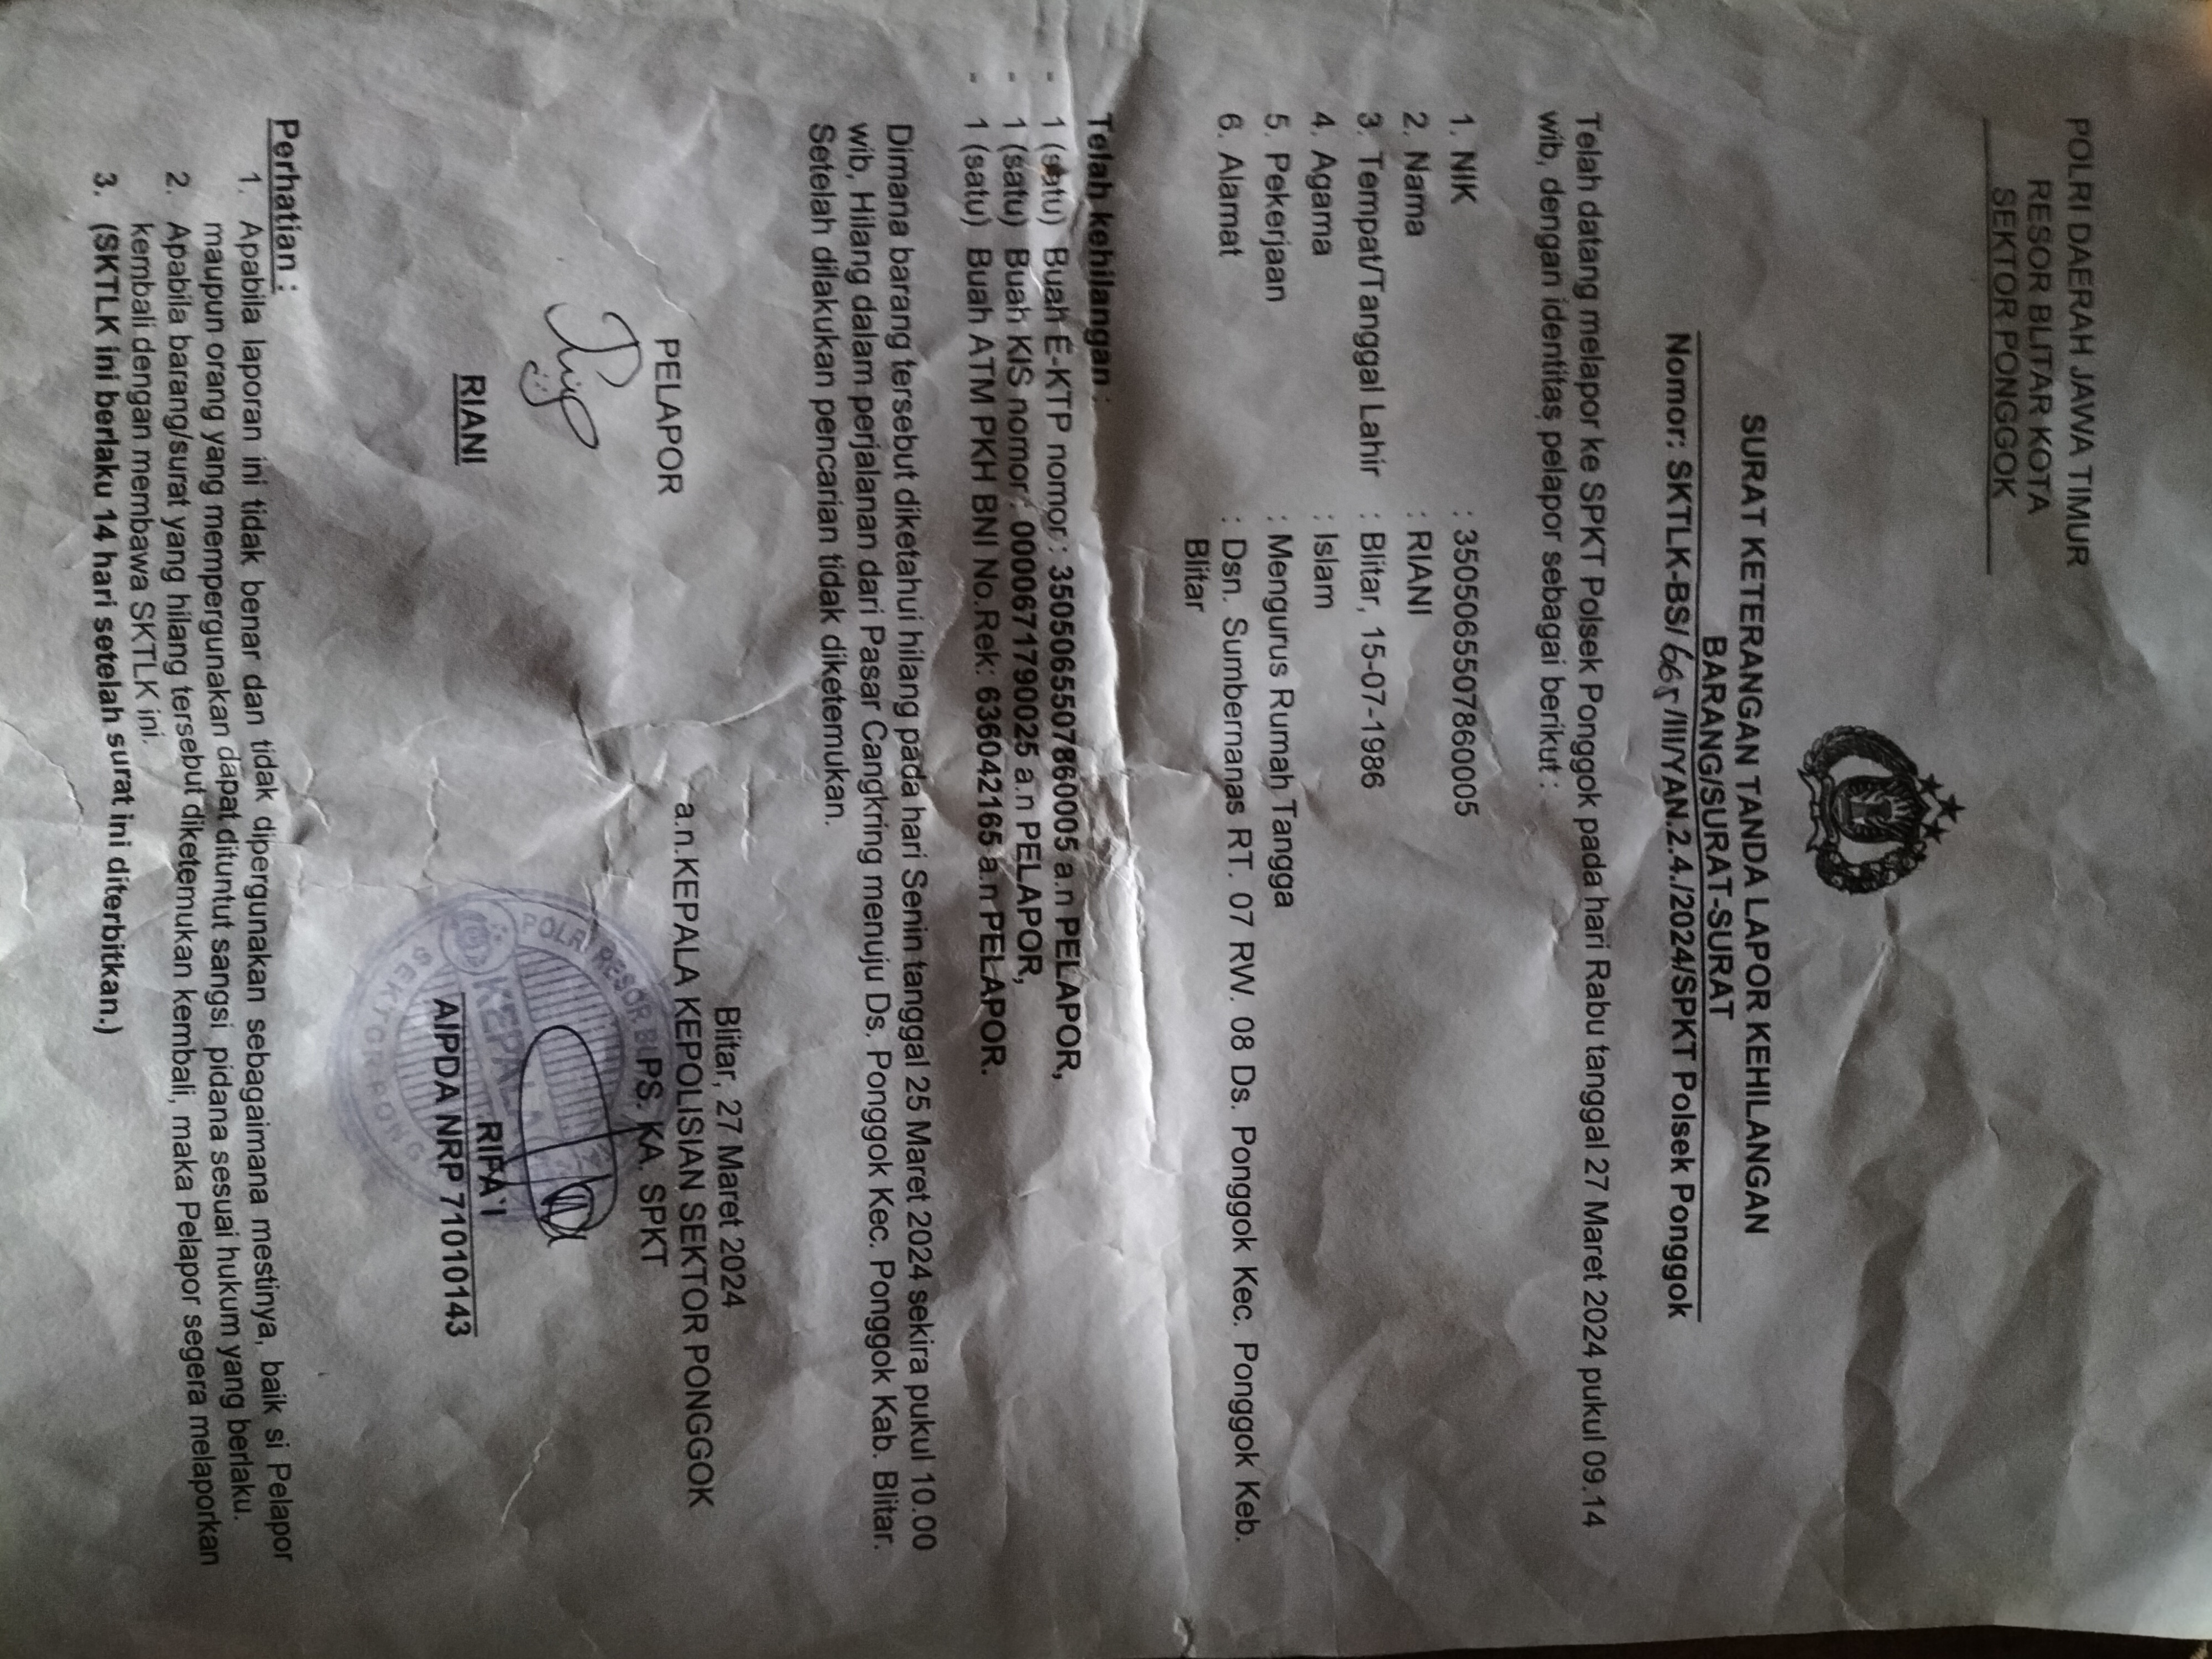 POLRI DAERAH JAWA TIMUR
RESOR BLITAR KOTA
SEKTOR PONGGOK
SURAT KETERANGAN TANDA LAPOR KEHILANGAN
BARANG/SURAT-SURAT
Nomor: SKTLK-BS/665/III/YAN.2.4./2024/SPKT Polsek Ponggok
Telah datang melapor ke SPKT Polsek Ponggok pada hari Rabu tanggal 27 Maret 2024 pukul 09.14
wib, dengan identitas pelapor sebagai berikut :
1. NIK : 3505065507860005
2. Nama : RIANI
3. Tempat/Tanggal Lahir : Blitar, 15-07-1986
4. Agama : Islam
5. Pekerjaan : Mengurus Rumah Tangga
6. Alamat : Dsn. Sumbernanas RT. 07 RW. 08 Ds. Ponggok Kec. Ponggok Keb.
Blitar
Telah kehilangan :
- 1 (satu) Buah E-KTP nomor : 3505065507860005 a.n PELAPOR,
- 1 (satu) Buah KIS nomor : 0000671790025 a.n PELAPOR,
- 1 (satu) Buah ATM PKH BNI No.Rek: 636042165 a.n PELAPOR.
Dimana barang tersebut diketahui hilang pada hari Senin tanggal 25 Maret 2024 sekira pukul 10.00
wib, Hilang dalam perjalanan dari Pasar Cangkring menuju Ds. Ponggok Kec. Ponggok Kab. Blitar.
Setelah dilakukan pencarian tidak diketemukan.
Blitar, 27 Maret 2024
PELAPOR a.n.KEPALA KEPOLISIAN SEKTOR PONGGOK
PS. KA. SPKT
POLRI RESOR BL
KEPALA
SEKTOR PONGG
RIANI RIFA`I
AIPDA NRP 71010143
Perhatian :
1. Apabila laporan ini tidak benar dan tidak dipergunakan sebagaimana mestinya, baik si Pelapor
maupun orang yang mempergunakan dapat dituntut sangsi pidana sesuai hukum yang berlaku.
2. Apabila barang/surat yang hilang tersebut diketemukan kembali, maka Pelapor segera melaporkan
kembali dengan membawa SKTLK ini.
3. (SKTLK ini berlaku 14 hari setelah surat ini diterbitkan.)